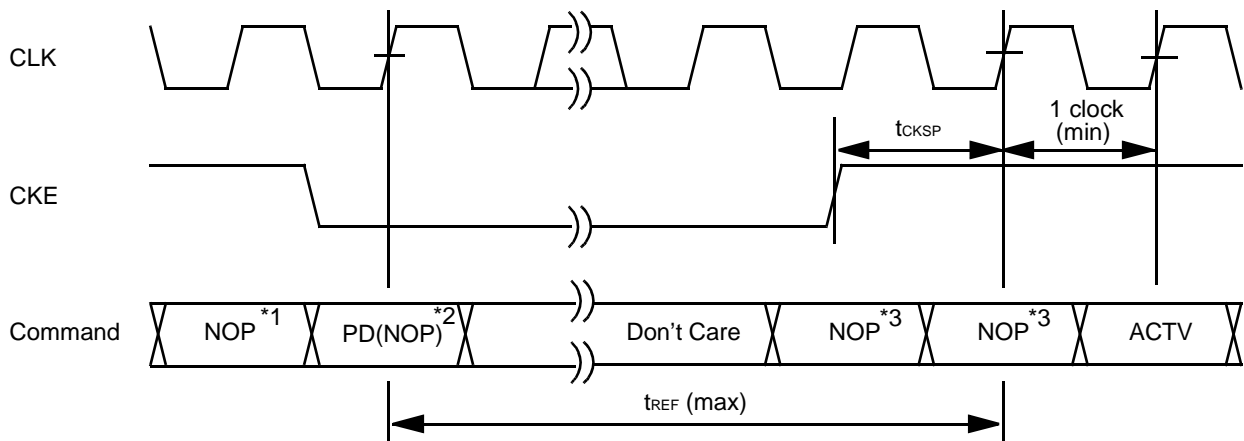 CLK
tCKSP
1 clock
(min)
CKE
Command
NOP*1
PD(NOP)*2
Don't Care
NOP*3
NOP*3
ACTV
tREF (max)